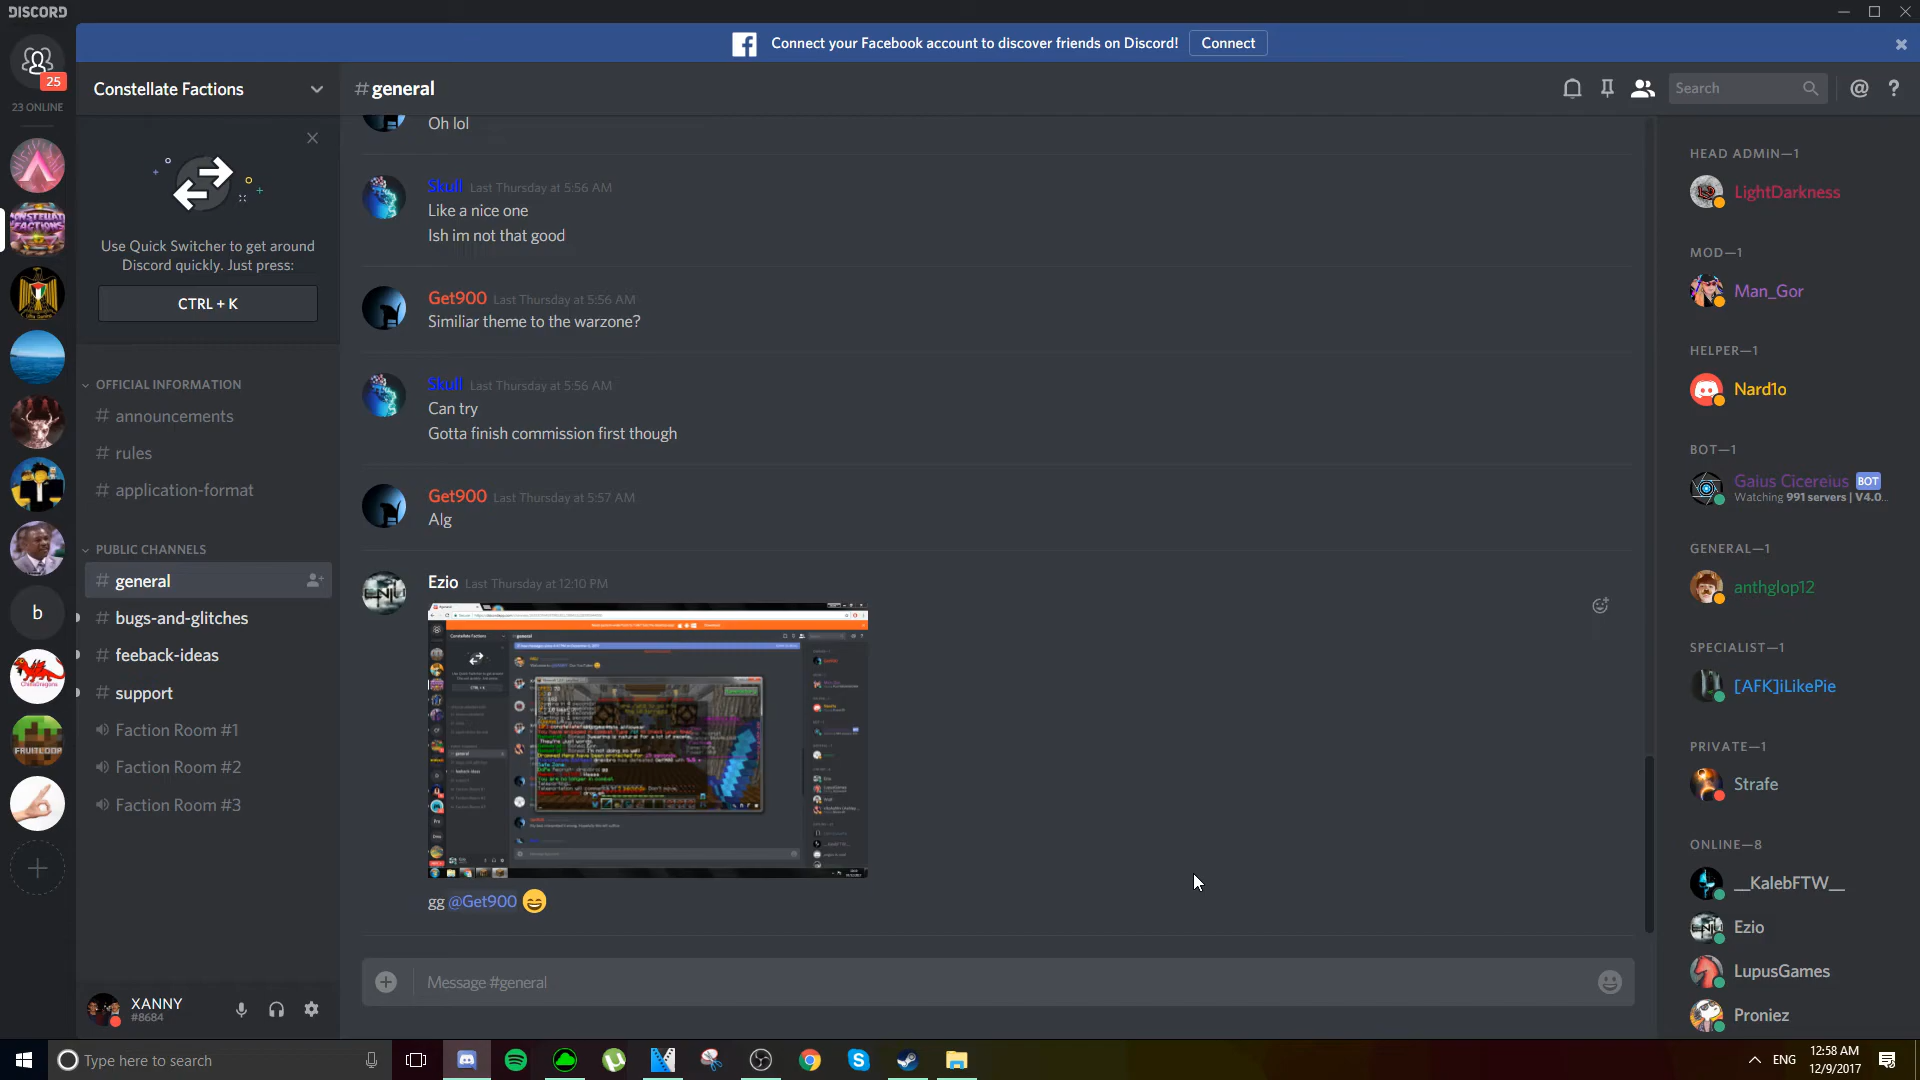 DISCORD
Connect your Facebook account to discover friends on Discord!
Connect
25
23 ONLINE
Constellate Factions
#general
Search
Use Quick Switcher to get around
Discord quickly. Just press:
CTRL + K
OFFICIAL INFORMATION
# announcements
# rules
# application-format
PUBLIC CHANNELS
# general
# bugs-and-glitches
# feeback-ideas
# support
Faction Room #1
Faction Room #2
Faction Room #3
b
FRUITLOOP
XANNY
#8684
Oh lol
Skull Last Thursday at 5:56 AM
Like a nice one
Ish im not that good
Get900 Last Thursday at 5:56 AM
Similiar theme to the warzone?
Skull Last Thursday at 5:56 AM
Can try
Gotta finish commission first though
Get900 Last Thursday at 5:57 AM
Alg
Ezio Last Thursday at 12:10 PM
gg @Get900
Message #general
HEAD ADMIN—1
LightDarkness
MOD—1
Man_Gor
HELPER—1
Nard1o
BOT—1
Gaius Cicereius BOT
Watching 991 servers | V4.0...
GENERAL—1
anthglop12
SPECIALIST—1
[AFK]iLikePie
PRIVATE—1
Strafe
ONLINE—8
__KalebFTW__
Ezio
LupusGames
Proniez
Type here to search
ENG
12:58 AM
12/9/2017